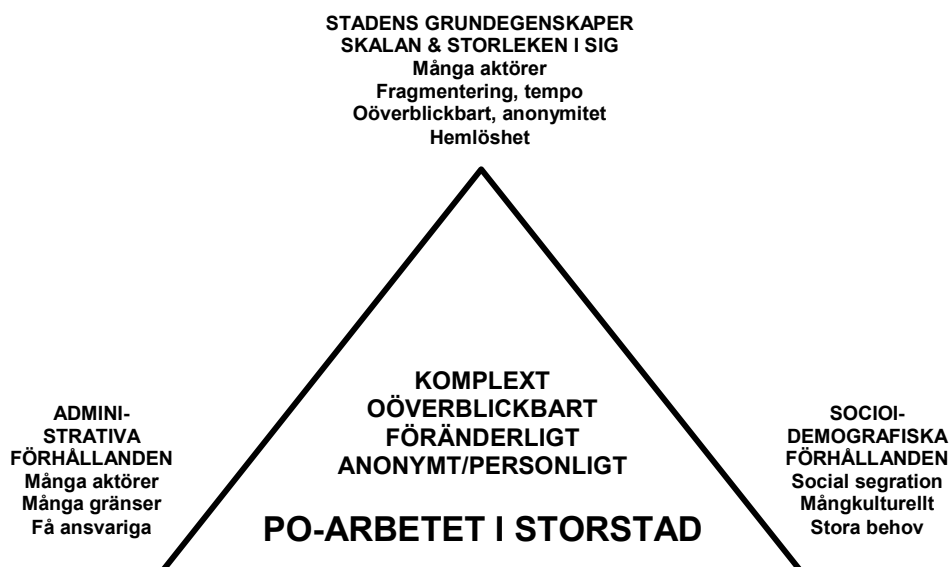 STADENS GRUNDEGENSKAPER
SKALAN & STORLEKEN I SIG
Många aktörer
Fragmentering, tempo
Oöverblickbart, anonymitet
Hemlöshet
KOMPLEXT
OÖVERBLICKBART
FÖRÄNDERLIGT
ANONYMT/PERSONLIGT
PO-ARBETET I STORSTAD
ADMINI-
STRATIVA
FÖRHÅLLANDEN
Många aktörer
Många gränser
Få ansvariga
SOCIOI-
DEMOGRAFISKA
FÖRHÅLLANDEN
Social segration
Mångkulturellt
Stora behov